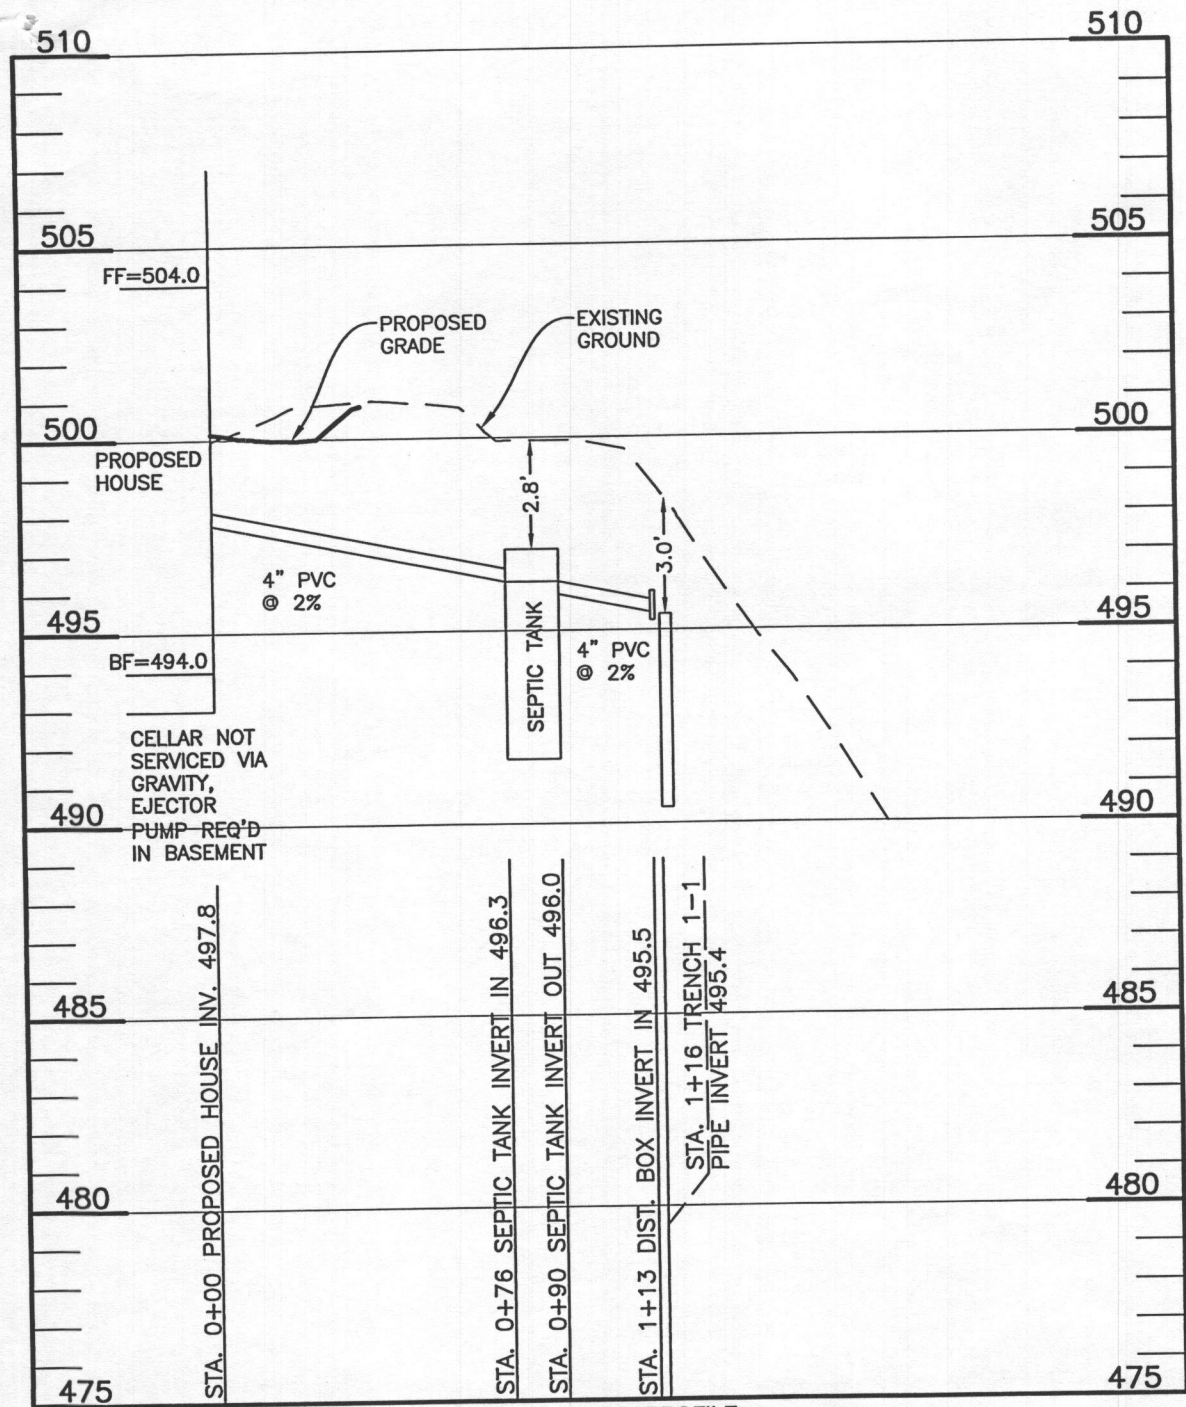 510
510
505
505
FF=504.0
PROPOSED
GRADE
EXISTING
GROUND
500
500
PROPOSED
HOUSE
2.8'
3.0'
4" PVC
@ 2%
SEPTIC TANK
4" PVC
@ 2%
495
495
BF=494.0
CELLAR NOT
SERVICED VIA
GRAVITY,
EJECTOR
PUMP REQ'D
IN BASEMENT
490
490
STA. 0+00 PROPOSED HOUSE INV. 497.8
STA. 0+76 SEPTIC TANK INVERT IN 496.3
STA. 0+90 SEPTIC TANK INVERT OUT 496.0
STA. 1+13 DIST. BOX INVERT IN 495.5
STA. 1+16 TRENCH 1-1
PIPE INVERT 495.4
485
485
480
480
475
475